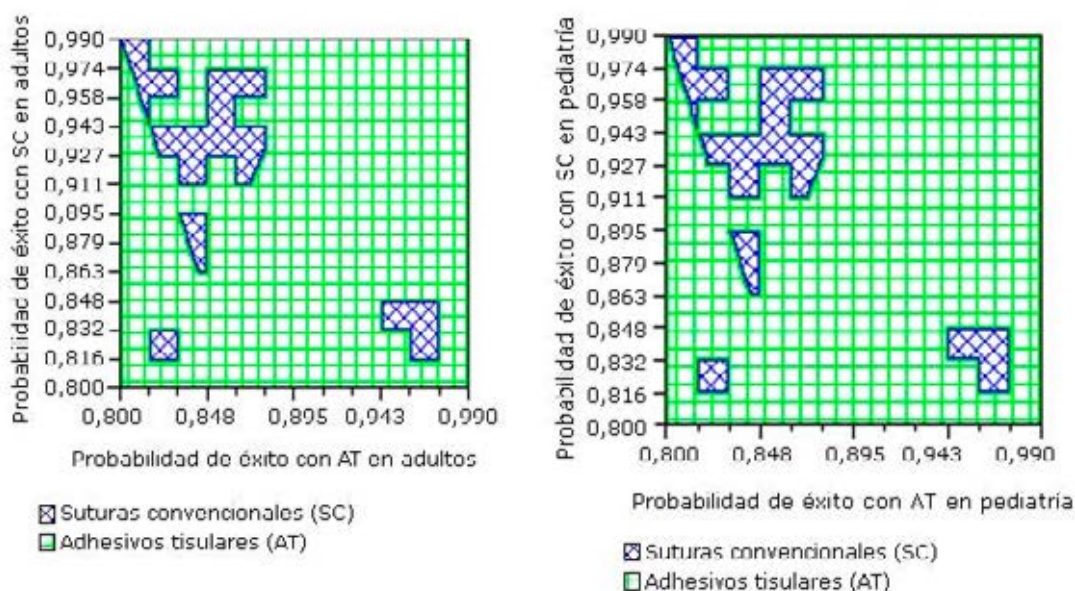 Probabilidad de éxito con SC en adultos
0,990
0,974
0,958
0,943
0,927
0,911
0,895
0,879
0,863
0,848
0,832
0,816
0,800
0,800 0,848 0,895 0,943 0,990
Probabilidad de éxito con AT en adultos
Suturas convencionales (SC)
Adhesivos tisulares (AT)
Probabilidad de éxito con SC en pediatría
0,990
0,974
0,958
0,943
0,927
0,911
0,895
0,879
0,863
0,848
0,832
0,816
0,800
0,800 0,848 0,895 0,943 0,990
Probabilidad de éxito con AT en pediatría
Suturas convencionales (SC)
Adhesivos tisulares (AT)